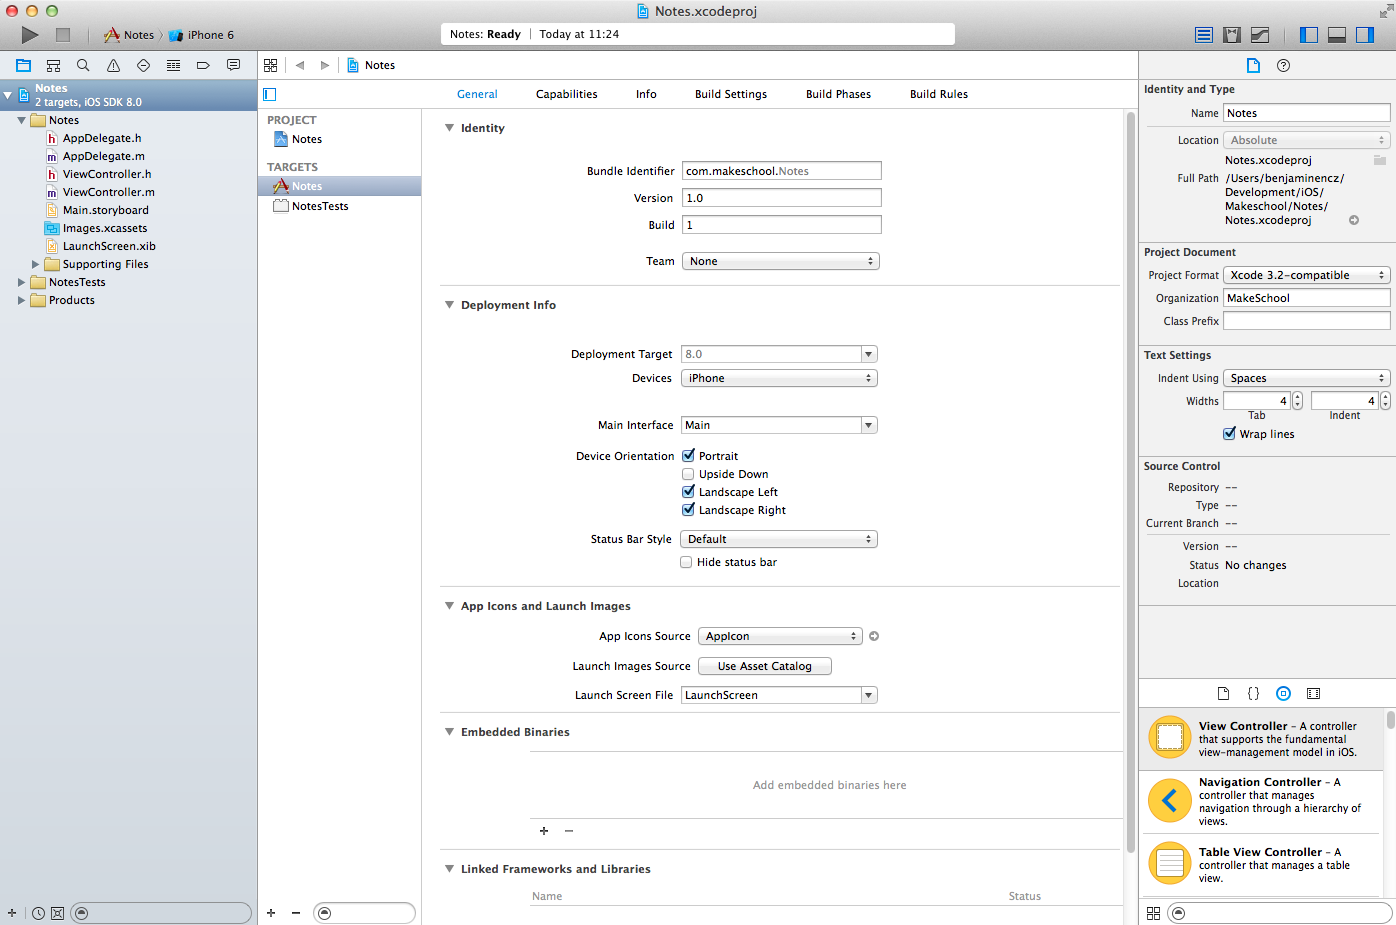 Notes.xcodeproj
Notes
iPhone 6
Notes: Ready
Today at 11:24
Notes
2 targets, iOS SDK 8.0
Notes
AppDelegate.h
AppDelegate.m
ViewController.h
ViewController.m
Main.storyboard
Images.xcassets
LaunchScreen.xib
Supporting Files
NotesTests
Products
Notes
General Capabilities Info Build Settings Build Phases Build Rules
PROJECT
Notes
TARGETS
Notes
NotesTests
Identity
Bundle Identifier com.makeschool.Notes
Version 1.0
Build 1
Team None
Deployment Info
Deployment Target 8.0
Devices iPhone
Main Interface Main
Device Orientation Portrait
Upside Down
Landscape Left
Landscape Right
Status Bar Style Default
Hide status bar
App Icons and Launch Images
App Icons Source AppIcon
Launch Images Source Use Asset Catalog
Launch Screen File LaunchScreen
Embedded Binaries
Add embedded binaries here
Linked Frameworks and Libraries
Name Status
Identity and Type
Name Notes
Location Absolute
Notes.xcodeproj
Full Path /Users/benjaminencz/
Development/iOS/
Makeschool/Notes/
Notes.xcodeproj
Project Document
Project Format Xcode 3.2-compatible
Organization MakeSchool
Class Prefix
Text Settings
Indent Using Spaces
Widths 4 4
Tab Indent
Wrap lines
Source Control
Repository --
Type --
Current Branch --
Version --
Status No changes
Location
View Controller - A controller
that supports the fundamental
view-management model in iOS.
Navigation Controller - A
controller that manages
navigation through a hierarchy of
views.
Table View Controller - A
controller that manages a table
view.